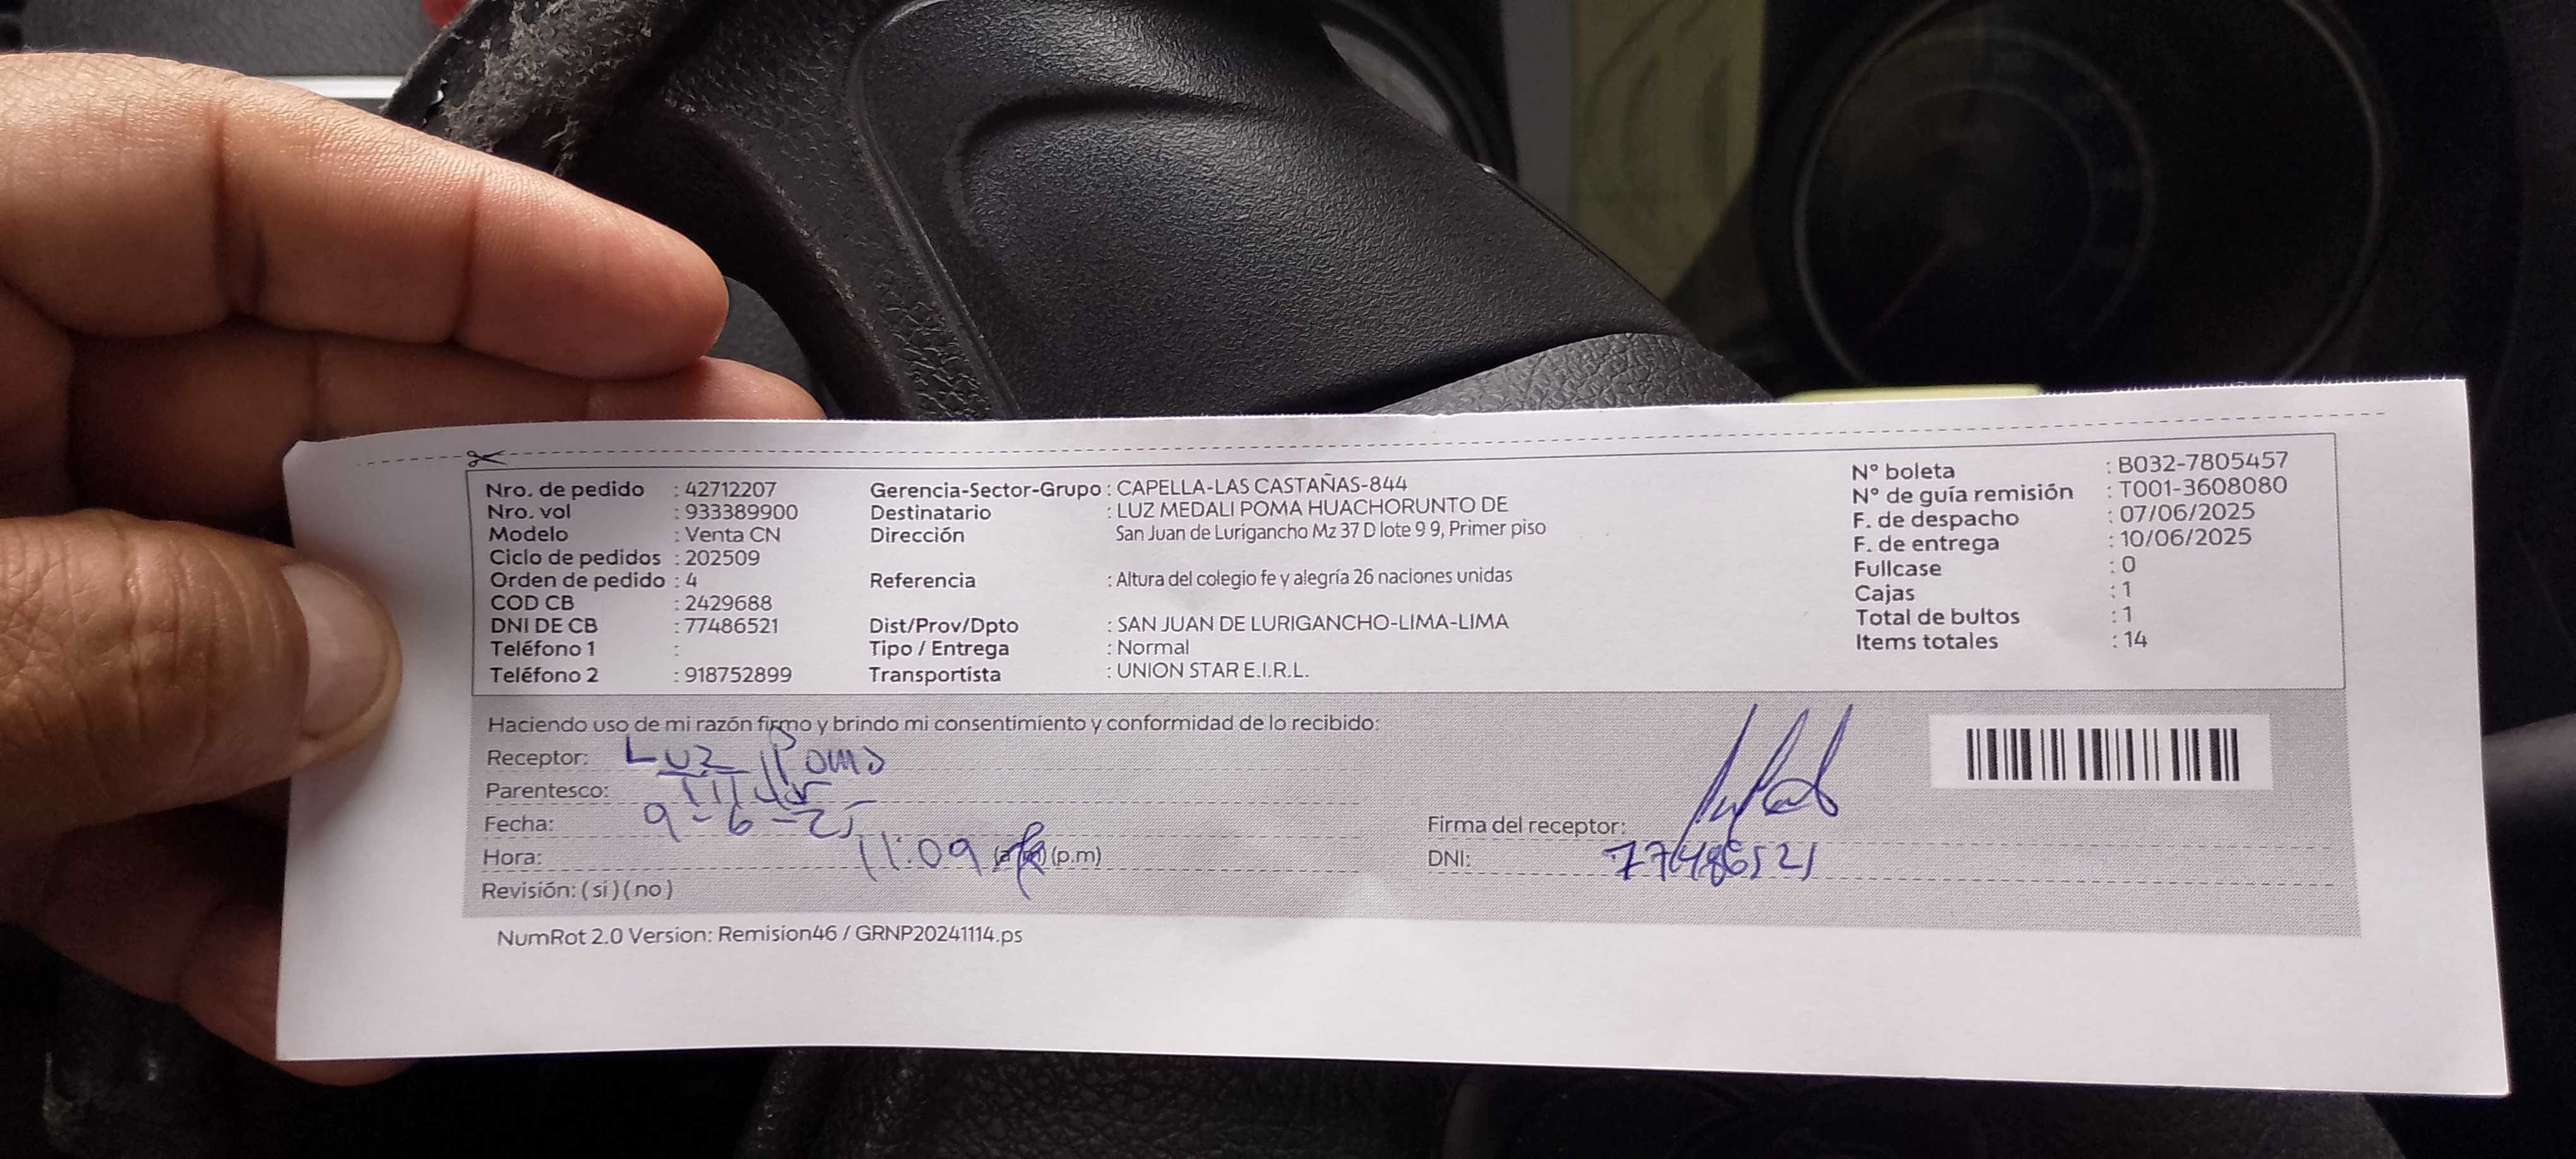 Nro. de pedido : 42712207
Nro. vol : 933389900
Modelo : Venta CN
Ciclo de pedidos : 202509
Orden de pedido : 4
COD CB : 2429688
DNI DE CB : 77486521
Teléfono 1 :
Teléfono 2 : 918752899
Gerencia-Sector-Grupo : CAPELLA-LAS CASTAÑAS-844
Destinatario : LUZ MEDALI POMA HUACHORUNTO DE
Dirección San Juan de Lurigancho Mz 37 D lote 9 9, Primer piso
Referencia : Altura del colegio fe y alegría 26 naciones unidas
Dist/Prov/Dpto : SAN JUAN DE LURIGANCHO-LIMA-LIMA
Tipo / Entrega : Normal
Transportista : UNION STAR E.I.R.L.
N° boleta : B032-7805457
N° de guía remisión : T001-3608080
F. de despacho : 07/06/2025
F. de entrega : 10/06/2025
Fullcase : 0
Cajas : 1
Total de bultos : 1
Items totales : 14
Haciendo uso de mi razón firmo y brindo mi consentimiento y conformidad de lo recibido:
Receptor: Luz Poma
Parentesco: Titular
Fecha: 9-6-25
Hora: 11:09 (p.m)
Revisión: (si) (no)
Firma del receptor:
DNI: 77486521
NumRot 2.0 Version: Remision46 / GRNP20241114.ps